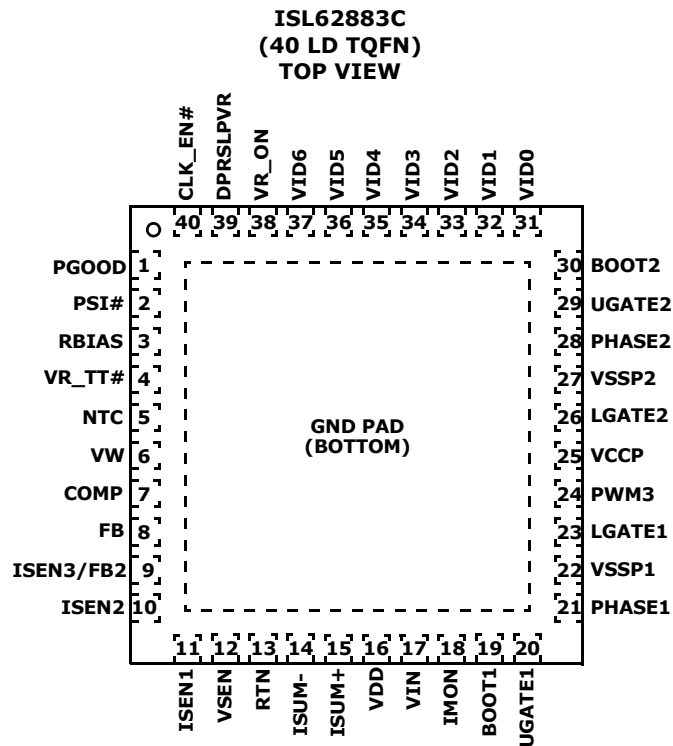 ISL62883C
(40 LD TQFN)
TOP VIEW
CLK_EN#
DPRSLPVR
VR_ON
VID6
VID5
VID4
VID3
VID2
VID1
VID0
40 39 38 37 36 35 34 33 32 31
PGOOD 1
PSI# 2
RBIAS 3
VR_TT# 4
NTC 5
VW 6
COMP 7
FB 8
ISEN3/FB2 9
ISEN2 10
GND PAD
(BOTTOM)
30 BOOT2
29 UGATE2
28 PHASE2
27 VSSP2
26 LGATE2
25 VCCP
24 PWM3
23 LGATE1
22 VSSP1
21 PHASE1
11 12 13 14 15 16 17 18 19 20
ISEN1
VSEN
RTN
ISUM-
ISUM+
VDD
VIN
IMON
BOOT1
UGATE1